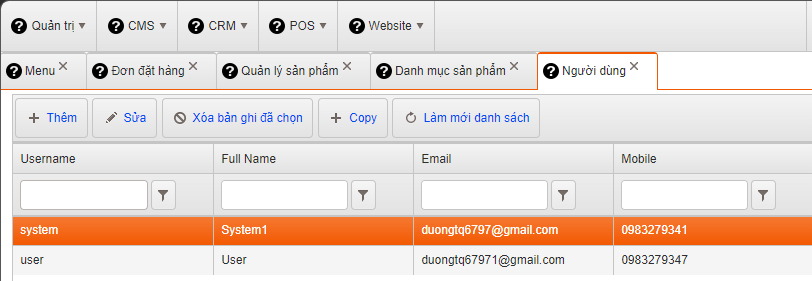 Quản trị CMS CRM POS Website
Menu Đơn đặt hàng Quản lý sản phẩm Danh mục sản phẩm Người dùng
Thêm Sửa Xóa bản ghi đã chọn Copy Làm mới danh sách
Username Full Name Email Mobile
system System1 duongtq6797@gmail.com 0983279341
user User duongtq67971@gmail.com 0983279347